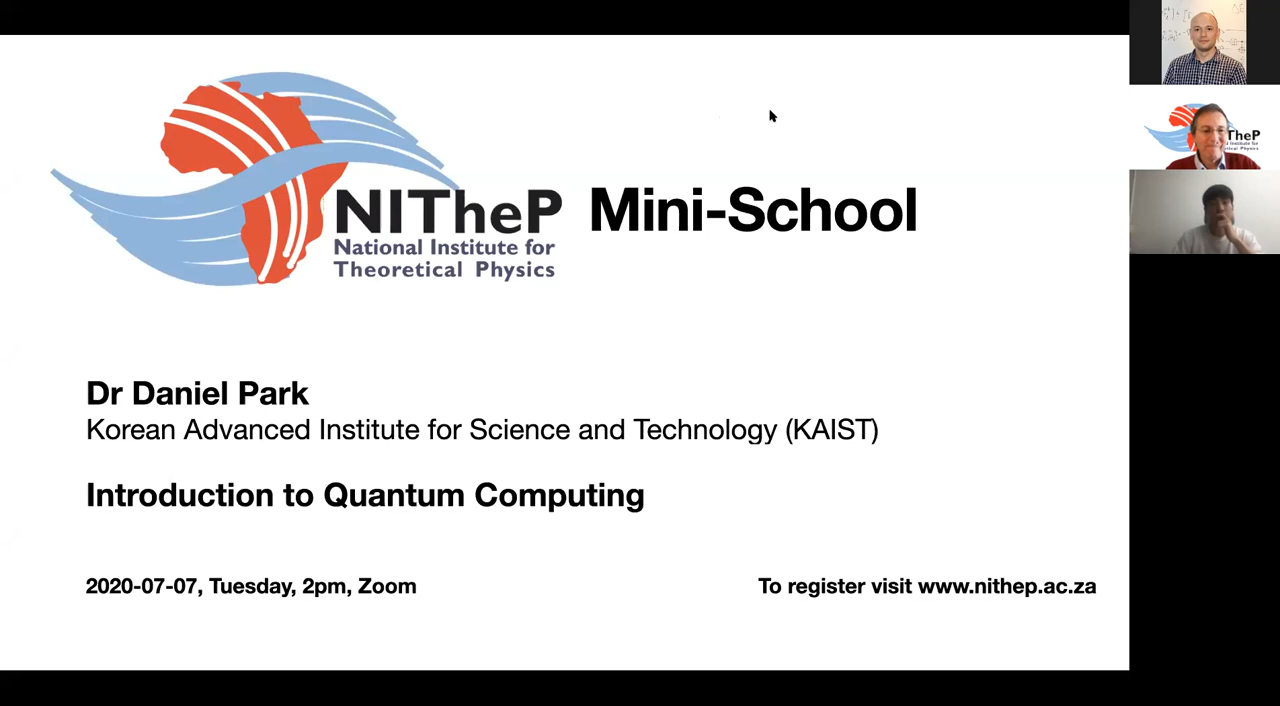 NITheP Mini-School
National Institute for
Theoretical Physics
Dr Daniel Park
Korean Advanced Institute for Science and Technology (KAIST)
Introduction to Quantum Computing
2020-07-07, Tuesday, 2pm, Zoom
To register visit www.nithep.ac.za
TheP